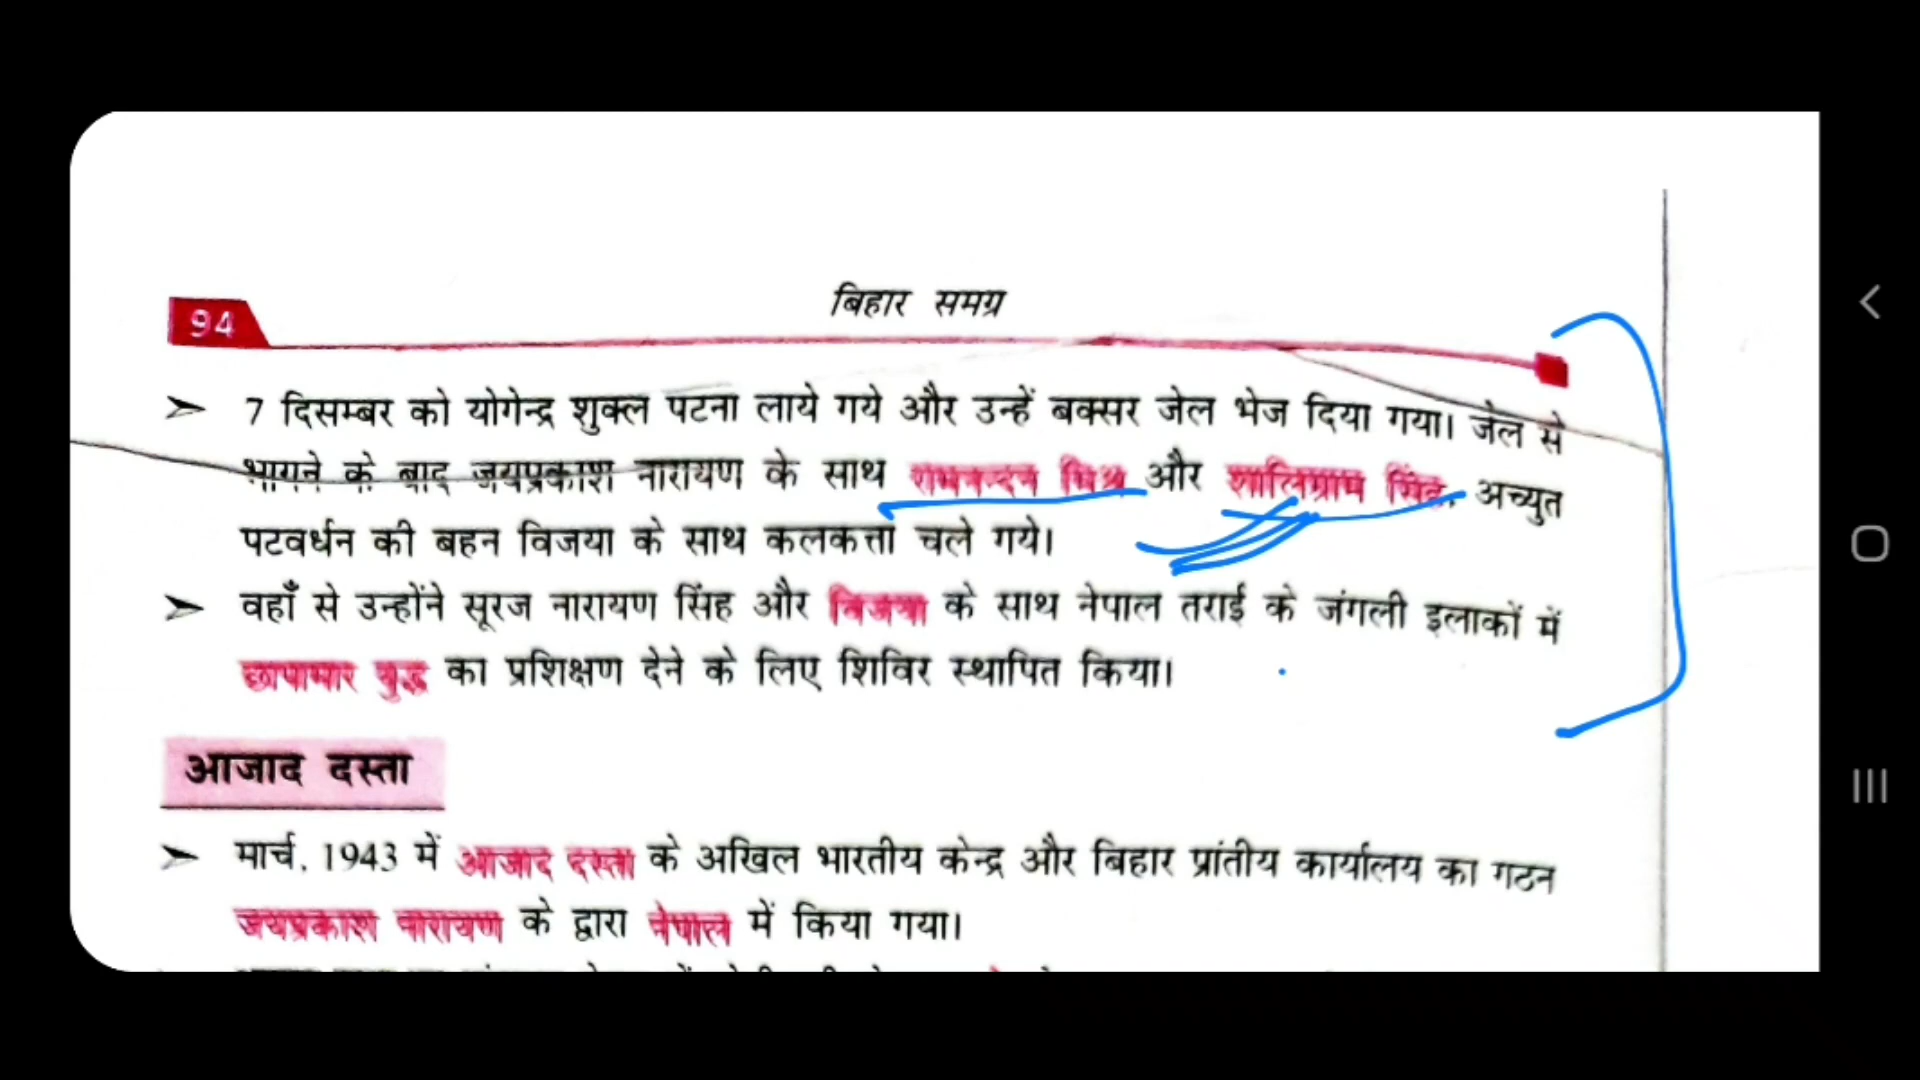 बिहार समग्र
94
➢ 7 दिसम्बर को योगेन्द्र शुक्ल पटना लाये गये और उन्हें बक्सर जेल भेज दिया गया। जेल से
भागने के बाद जयप्रकाश नारायण के साथ रामनन्दन मिश्र और शालिग्राम सिंह, अच्युत
पटवर्धन की बहन विजया के साथ कलकत्ता चले गये।
➢ वहाँ से उन्होंने सूरज नारायण सिंह और विजया के साथ नेपाल तराई के जंगली इलाकों में
छापामार युद्ध का प्रशिक्षण देने के लिए शिविर स्थापित किया।
आजाद दस्ता
➢ मार्च, 1943 में आजाद दस्ता के अखिल भारतीय केन्द्र और बिहार प्रांतीय कार्यालय का गठन
जयप्रकाश नारायण के द्वारा नेपाल में किया गया।